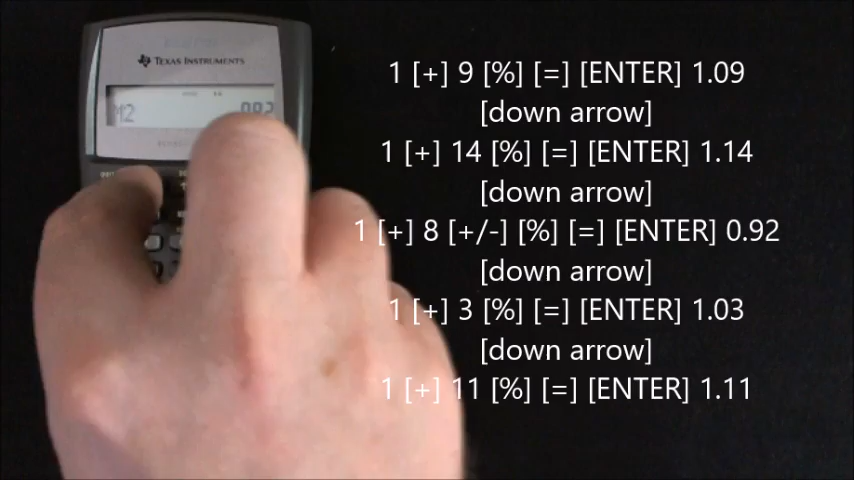 TEXAS INSTRUMENTS
M2
1 [+] 9 [%] [=] [ENTER] 1.09
[down arrow]
1 [+] 14 [%] [=] [ENTER] 1.14
[down arrow]
1 [+] 8 [+/-] [%] [=] [ENTER] 0.92
[down arrow]
1 [+] 3 [%] [=] [ENTER] 1.03
[down arrow]
1 [+] 11 [%] [=] [ENTER] 1.11